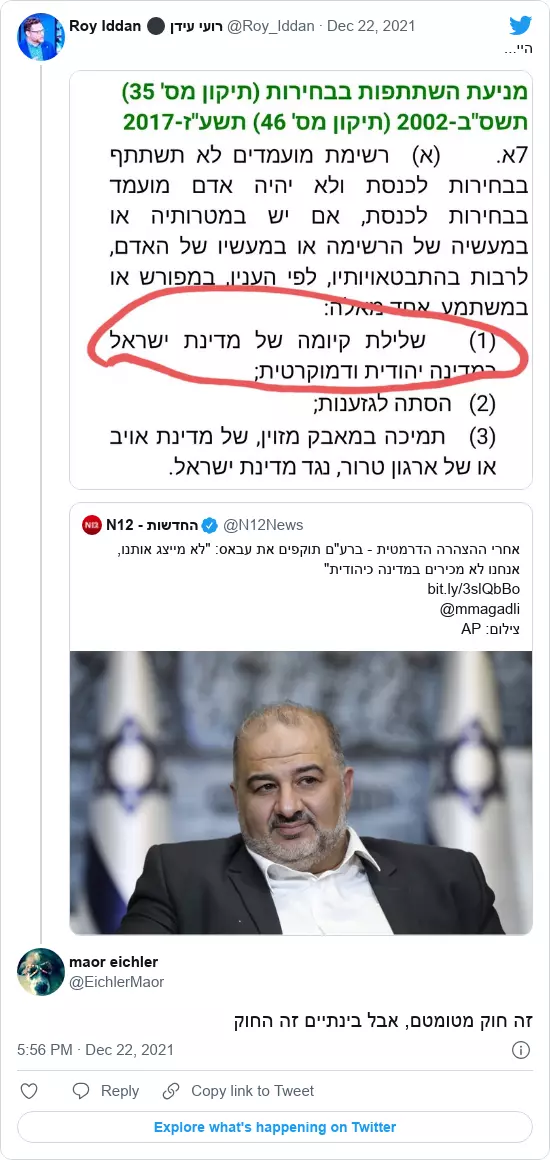 Roy Iddan ⚫ רועי עידן @Roy_Iddan · Dec 22, 2021
היי...
מניעת השתתפות בבחירות (תיקון מס' 35)
תשס"ב-2002 (תיקון מס' 46) תשע"ז-2017
7א. (א) רשימת מועמדים לא תשתתף
בבחירות לכנסת ולא יהיה אדם מועמד
בבחירות לכנסת, אם יש במטרותיה או
במעשיה של הרשימה או במעשיו של האדם,
לרבות בהתבטאויותיו, לפי הענין, במפורש או
במשתמע, אחד מאלה:
(1) שלילת קיומה של מדינת ישראל
כמדינה יהודית ודמוקרטית;
(2) הסתה לגזענות;
(3) תמיכה במאבק מזוין, של מדינת אויב
או של ארגון טרור, נגד מדינת ישראל.
N12 החדשות - N12 @N12News
אחרי ההצהרה הדרמטית - ברע"ם תוקפים את עבאס: "לא מייצג אותנו,
אנחנו לא מכירים במדינה כיהודית"
bit.ly/3slQbBo
@mmagadli
צילום: AP
maor eichler
@EichlerMaor
זה חוק מטומטם, אבל בינתיים זה החוק
5:56 PM · Dec 22, 2021
Reply Copy link to Tweet
Explore what's happening on Twitter